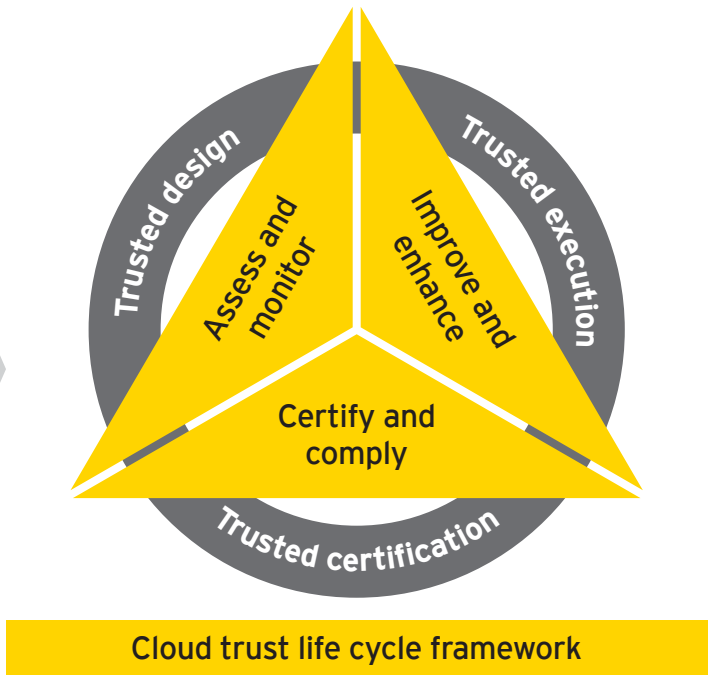 Trusted design
Trusted execution
Assess and
monitor
Improve and
enhance
Certify and
comply
Trusted certification
Cloud trust life cycle framework